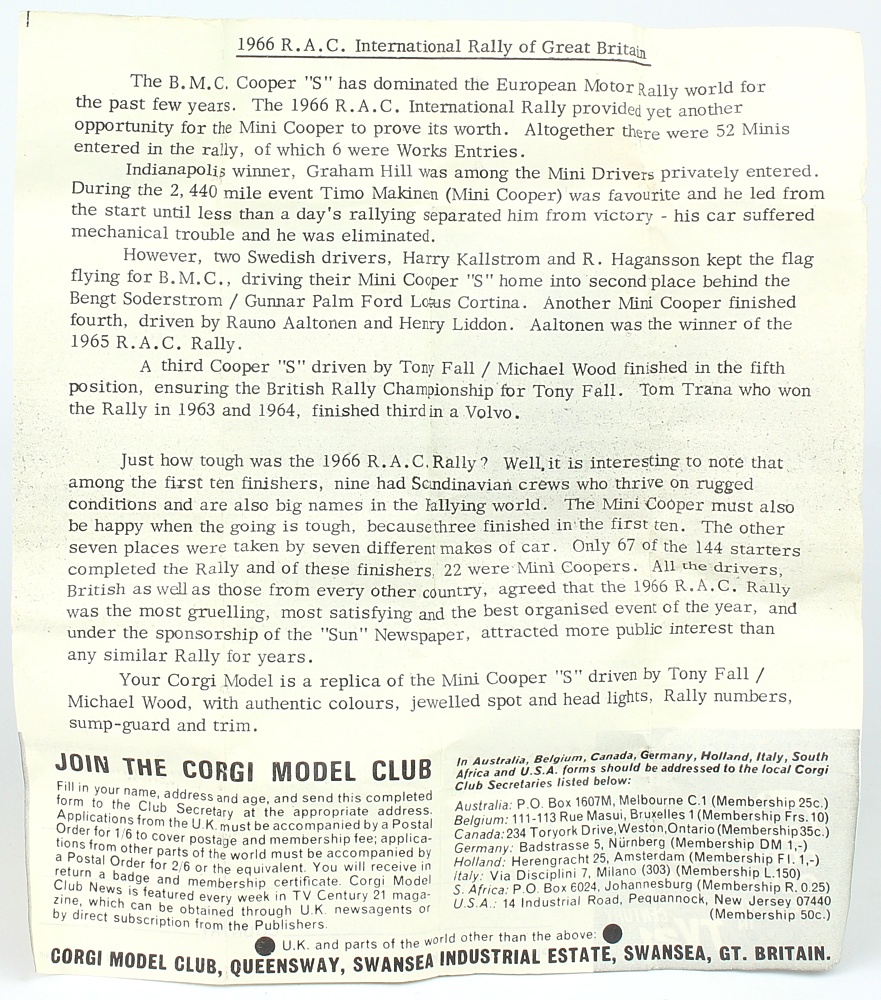 1966 R.A.C. International Rally of Great Britain
The B.M.C. Cooper "S" has dominated the European Motor Rally world for
the past few years. The 1966 R.A.C. International Rally provided yet another
opportunity for the Mini Cooper to prove its worth. Altogether there were 52 Minis
entered in the rally, of which 6 were Works Entries.
Indianapolis winner, Graham Hill was among the Mini Drivers privately entered.
During the 2,440 mile event Timo Makinen (Mini Cooper) was favourite and he led from
the start until less than a day's rallying separated him from victory - his car suffered
mechanical trouble and he was eliminated.
However, two Swedish drivers, Harry Kallstrom and R. Hagansson kept the flag
flying for B.M.C., driving their Mini Cooper "S" home into second place behind the
Bengt Soderstrom / Gunnar Palm Ford Lotus Cortina. Another Mini Cooper finished
fourth, driven by Rauno Aaltonen and Henry Liddon. Aaltonen was the winner of the
1965 R.A.C. Rally.
A third Cooper "S" driven by Tony Fall / Michael Wood finished in the fifth
position, ensuring the British Rally Championship for Tony Fall. Tom Trana who won
the Rally in 1963 and 1964, finished third in a Volvo.
Just how tough was the 1966 R.A.C. Rally? Well, it is interesting to note that
among the first ten finishers, nine had Scandinavian crews who thrive on rugged
conditions and are also big names in the Rallying world. The Mini Cooper must also
be happy when the going is tough, because three finished in the first ten. The other
seven places were taken by seven different makes of car. Only 67 of the 144 starters
completed the Rally and of these finishers, 22 were Mini Coopers. All the drivers,
British as well as those from every other country, agreed that the 1966 R.A.C. Rally
was the most gruelling, most satisfying and the best organised event of the year, and
under the sponsorship of the "Sun" Newspaper, attracted more public interest than
any similar Rally for years.
Your Corgi Model is a replica of the Mini Cooper "S" driven by Tony Fall /
Michael Wood, with authentic colours, jewelled spot and head lights, Rally numbers,
sump-guard and trim.
JOIN THE CORGI MODEL CLUB
Fill in your name, address and age, and send this completed
form to the Club Secretary at the appropriate address.
Applications from the U.K. must be accompanied by a Postal
Order for 1/6 to cover postage and membership fee; applica-
tions from other parts of the world must be accompanied by
a Postal Order for 2/6 or the equivalent. You will receive in
return a badge and membership certificate. Corgi Model
Club News is featured every week in TV Century 21 maga-
zine, which can be obtained through U.K. newsagents or
by direct subscription from the Publishers.
In Australia, Belgium, Canada, Germany, Holland, Italy, South
Africa and U.S.A. forms should be addressed to the local Corgi
Club Secretaries listed below:
Australia: P.O. Box 1607M, Melbourne C.1 (Membership 25c.)
Belgium: 111-113 Rue Masui, Bruxelles 1 (Membership Frs. 10)
Canada: 234 Toryork Drive, Weston, Ontario (Membership 35c.)
Germany: Badstrasse 5, Nürnberg (Membership DM 1,-)
Holland: Herengracht 25, Amsterdam (Membership Fl. 1,-)
Italy: Via Disciplini 7, Milano (303) (Membership L.150)
S. Africa: P.O. Box 6024, Johannesburg (Membership R. 0.25)
U.S.A.: 14 Industrial Road, Pequannock, New Jersey 07440
(Membership 50c.)
U.K. and parts of the world other than the above:
CORGI MODEL CLUB, QUEENSWAY, SWANSEA INDUSTRIAL ESTATE, SWANSEA, GT. BRITAIN.